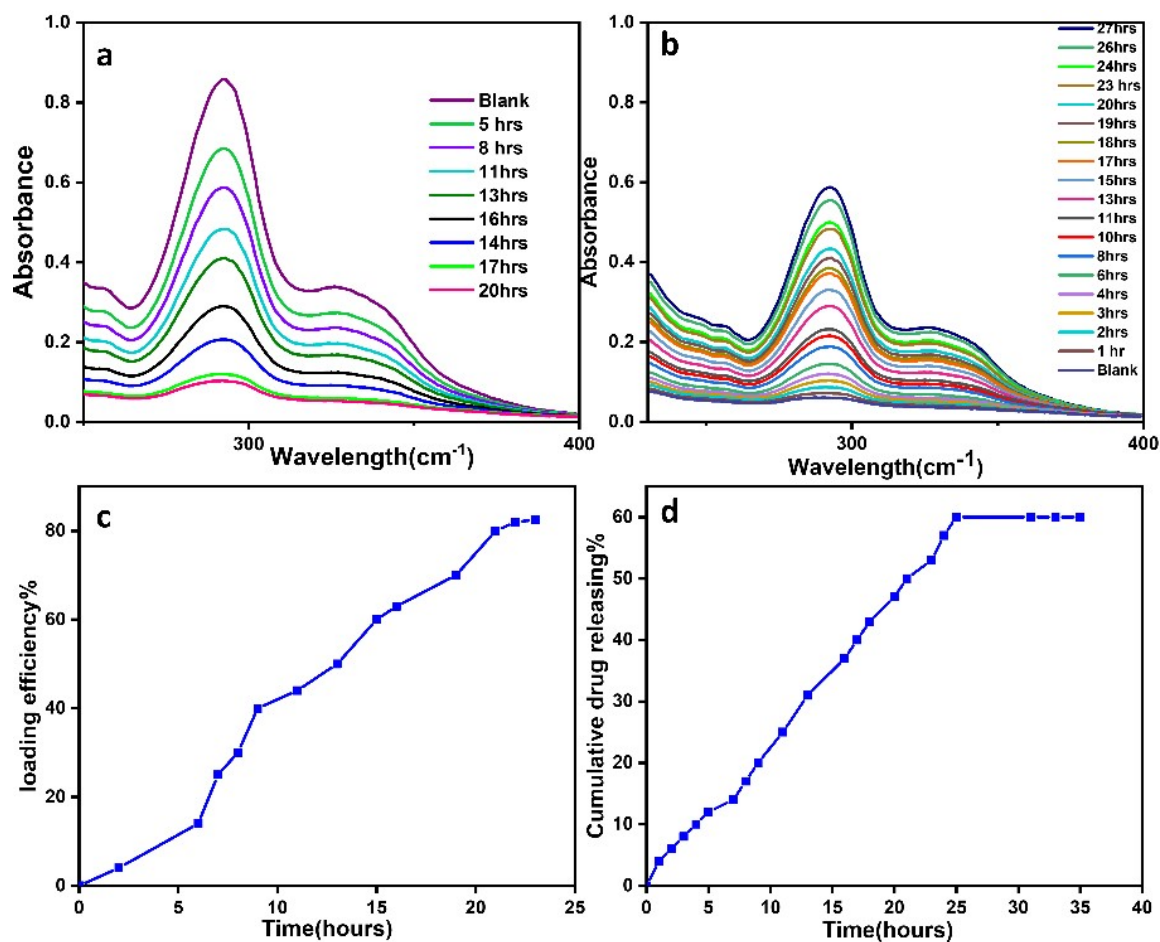 a
Absorbance
1.0
0.8
0.6
0.4
0.2
0.0
300
400
Wavelength(cm-1)
Blank
5 hrs
8 hrs
11hrs
13hrs
16hrs
14hrs
17hrs
20hrs
b
Absorbance
1.0
0.8
0.6
0.4
0.2
0.0
300
400
Wavelength(cm-1)
27hrs
26hrs
24hrs
23 hrs
20hrs
19hrs
18hrs
17hrs
15hrs
13hrs
11hrs
10hrs
8hrs
6hrs
4hrs
3hrs
2hrs
1 hr
Blank
c
loading efficiency%
80
60
40
20
0
0
5
10
15
20
25
Time(hours)
d
Cumulative drug releasing%
60
50
40
30
20
10
0
0
5
10
15
20
25
30
35
40
Time(hours)